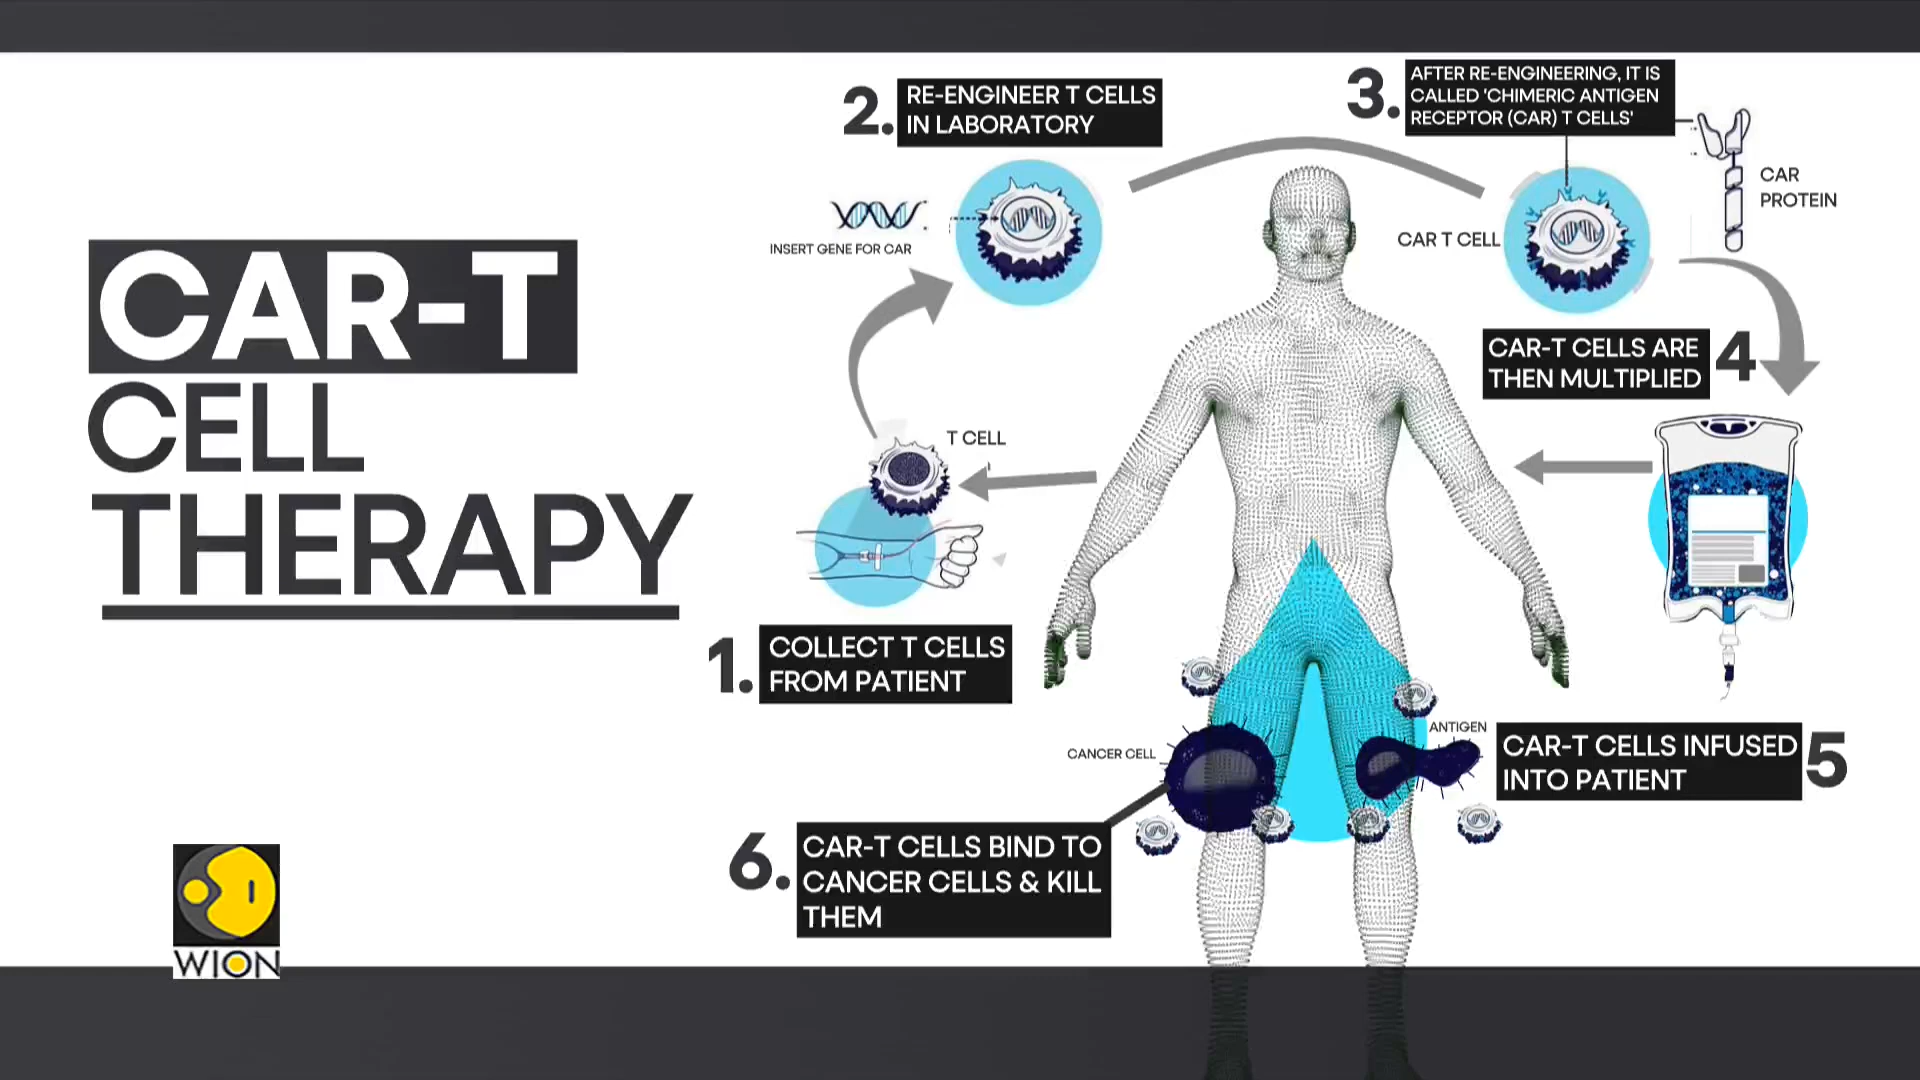 CAR-T
CELL
THERAPY
1.
COLLECT T CELLS
FROM PATIENT
T CELL
2.
RE-ENGINEER T CELLS
IN LABORATORY
INSERT GENE FOR CAR
3.
AFTER RE-ENGINEERING, IT IS
CALLED 'CHIMERIC ANTIGEN
RECEPTOR (CAR) T CELLS'
CAR
PROTEIN
CAR T CELL
CAR-T CELLS ARE
THEN MULTIPLIED
4
CAR-T CELLS INFUSED
INTO PATIENT
5
ANTIGEN
CANCER CELL
6.
CAR-T CELLS BIND TO
CANCER CELLS & KILL
THEM
WION